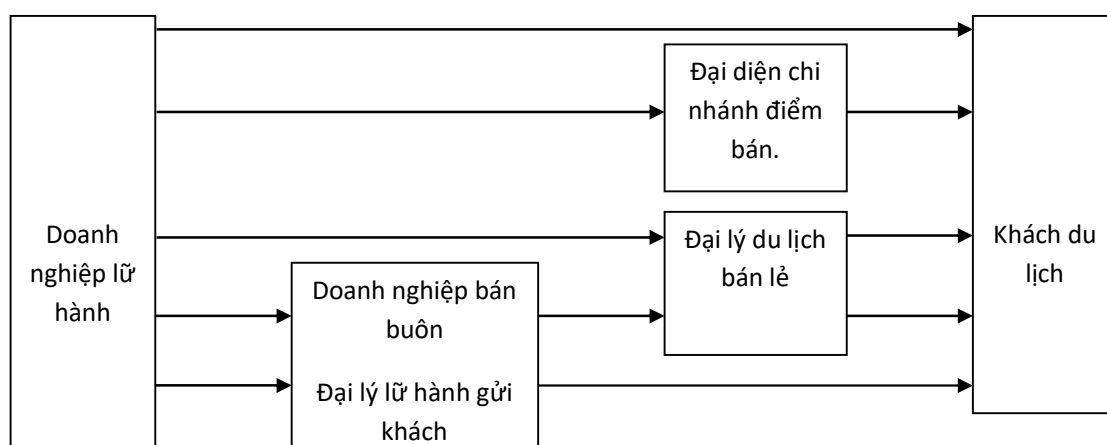 Doanh
nghiệp lữ
hành
Doanh nghiệp bán
buôn
Đại lý lữ hành gửi
khách
Đại diện chi
nhánh điểm
bán.
Đại lý du lịch
bán lẻ
Khách du
lịch